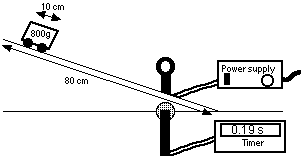 10 cm
800g
80 cm
Power supply
0.19 s
Timer